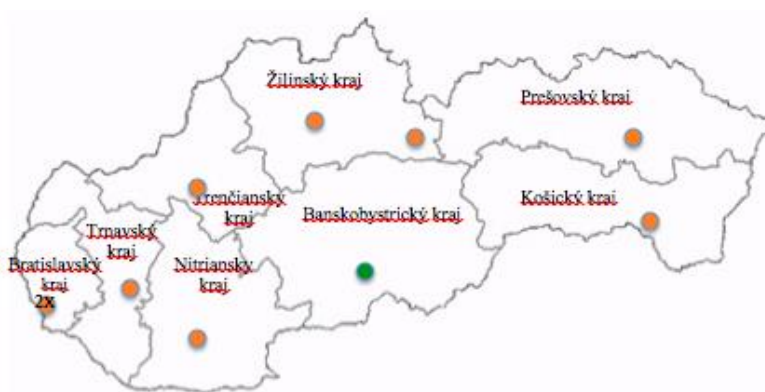 Žilinský kraj
Prešovský kraj
Trenčiansky
kraj
Banskobystrický kraj
Košický kraj
Trnavský
kraj
Bratislavský
kraj
2x
Nitriansky
kraj